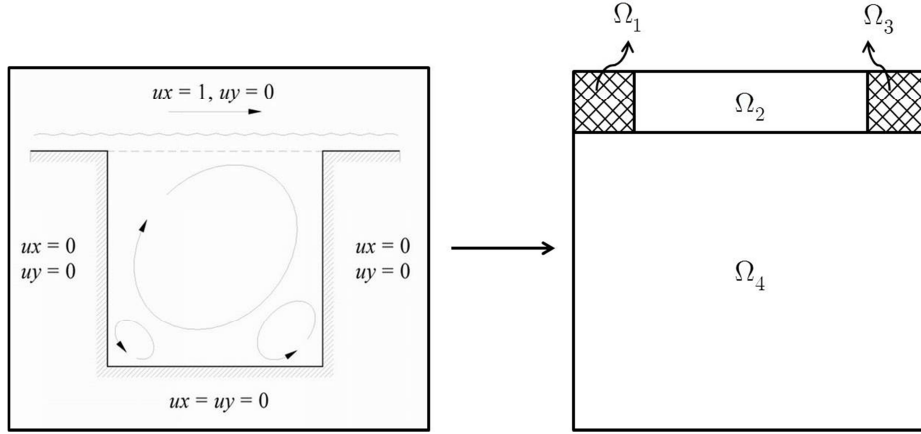 Ω₁
Ω₃
ux = 1, uy = 0
Ω₂
ux = 0
uy = 0
ux = 0
uy = 0
Ω₄
ux = uy = 0